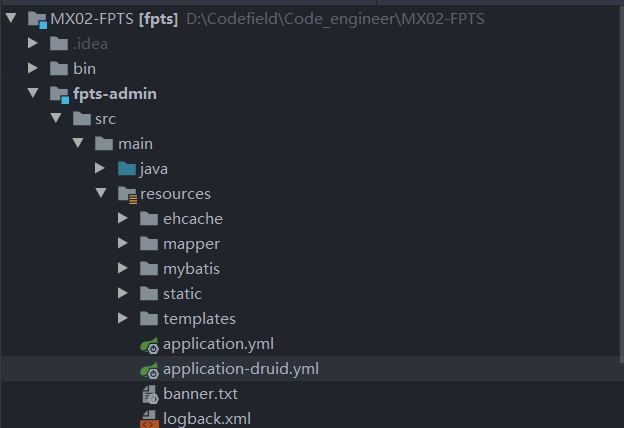 MX02-FPTS [fpts] D:\Codefield\Code_engineer\MX02-FPTS
.idea
bin
fpts-admin
src
main
java
resources
ehcache
mapper
mybatis
static
templates
application.yml
application-druid.yml
banner.txt
logback.xml